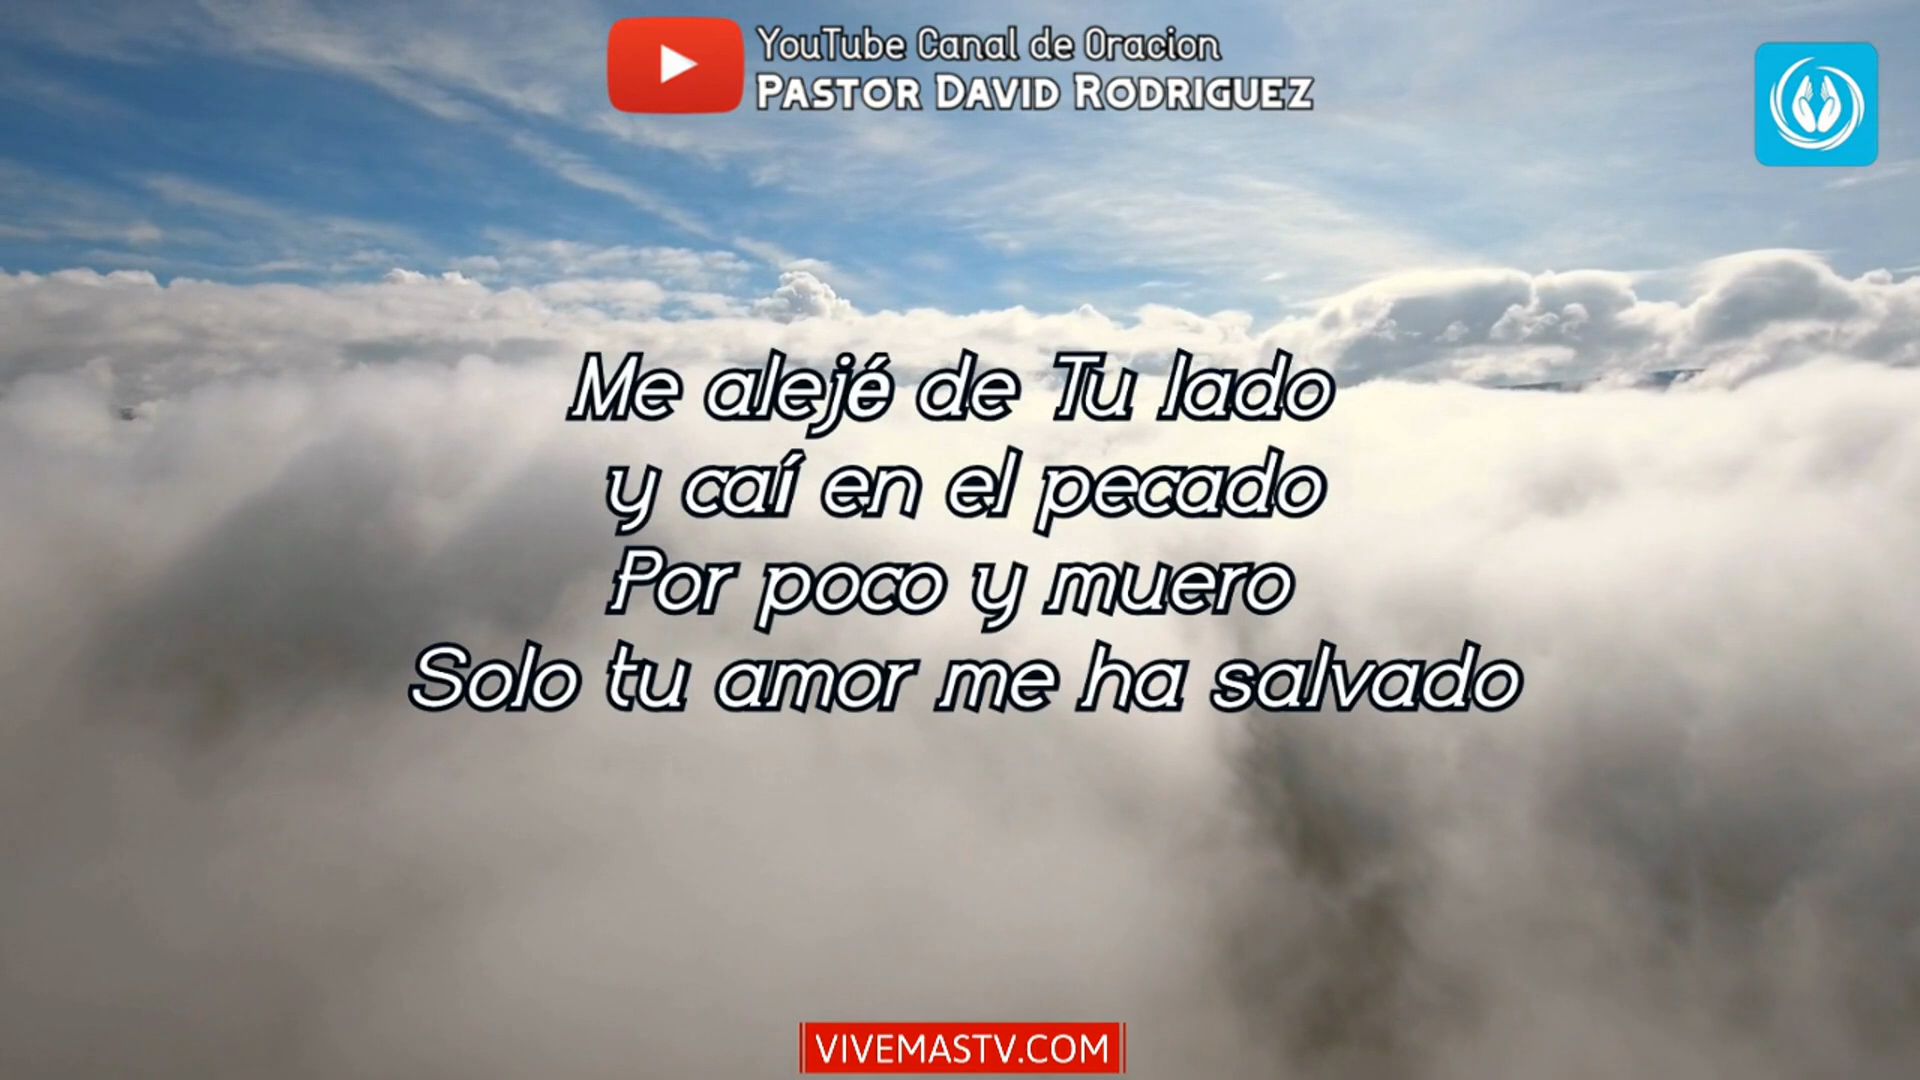 YouTube Canal de Oracion
PASTOR DAVID RODRIGUEZ
Me alejé de Tu lado
y caí en el pecado
Por poco y muero
Solo tu amor me ha salvado
VIVEMASTV.COM